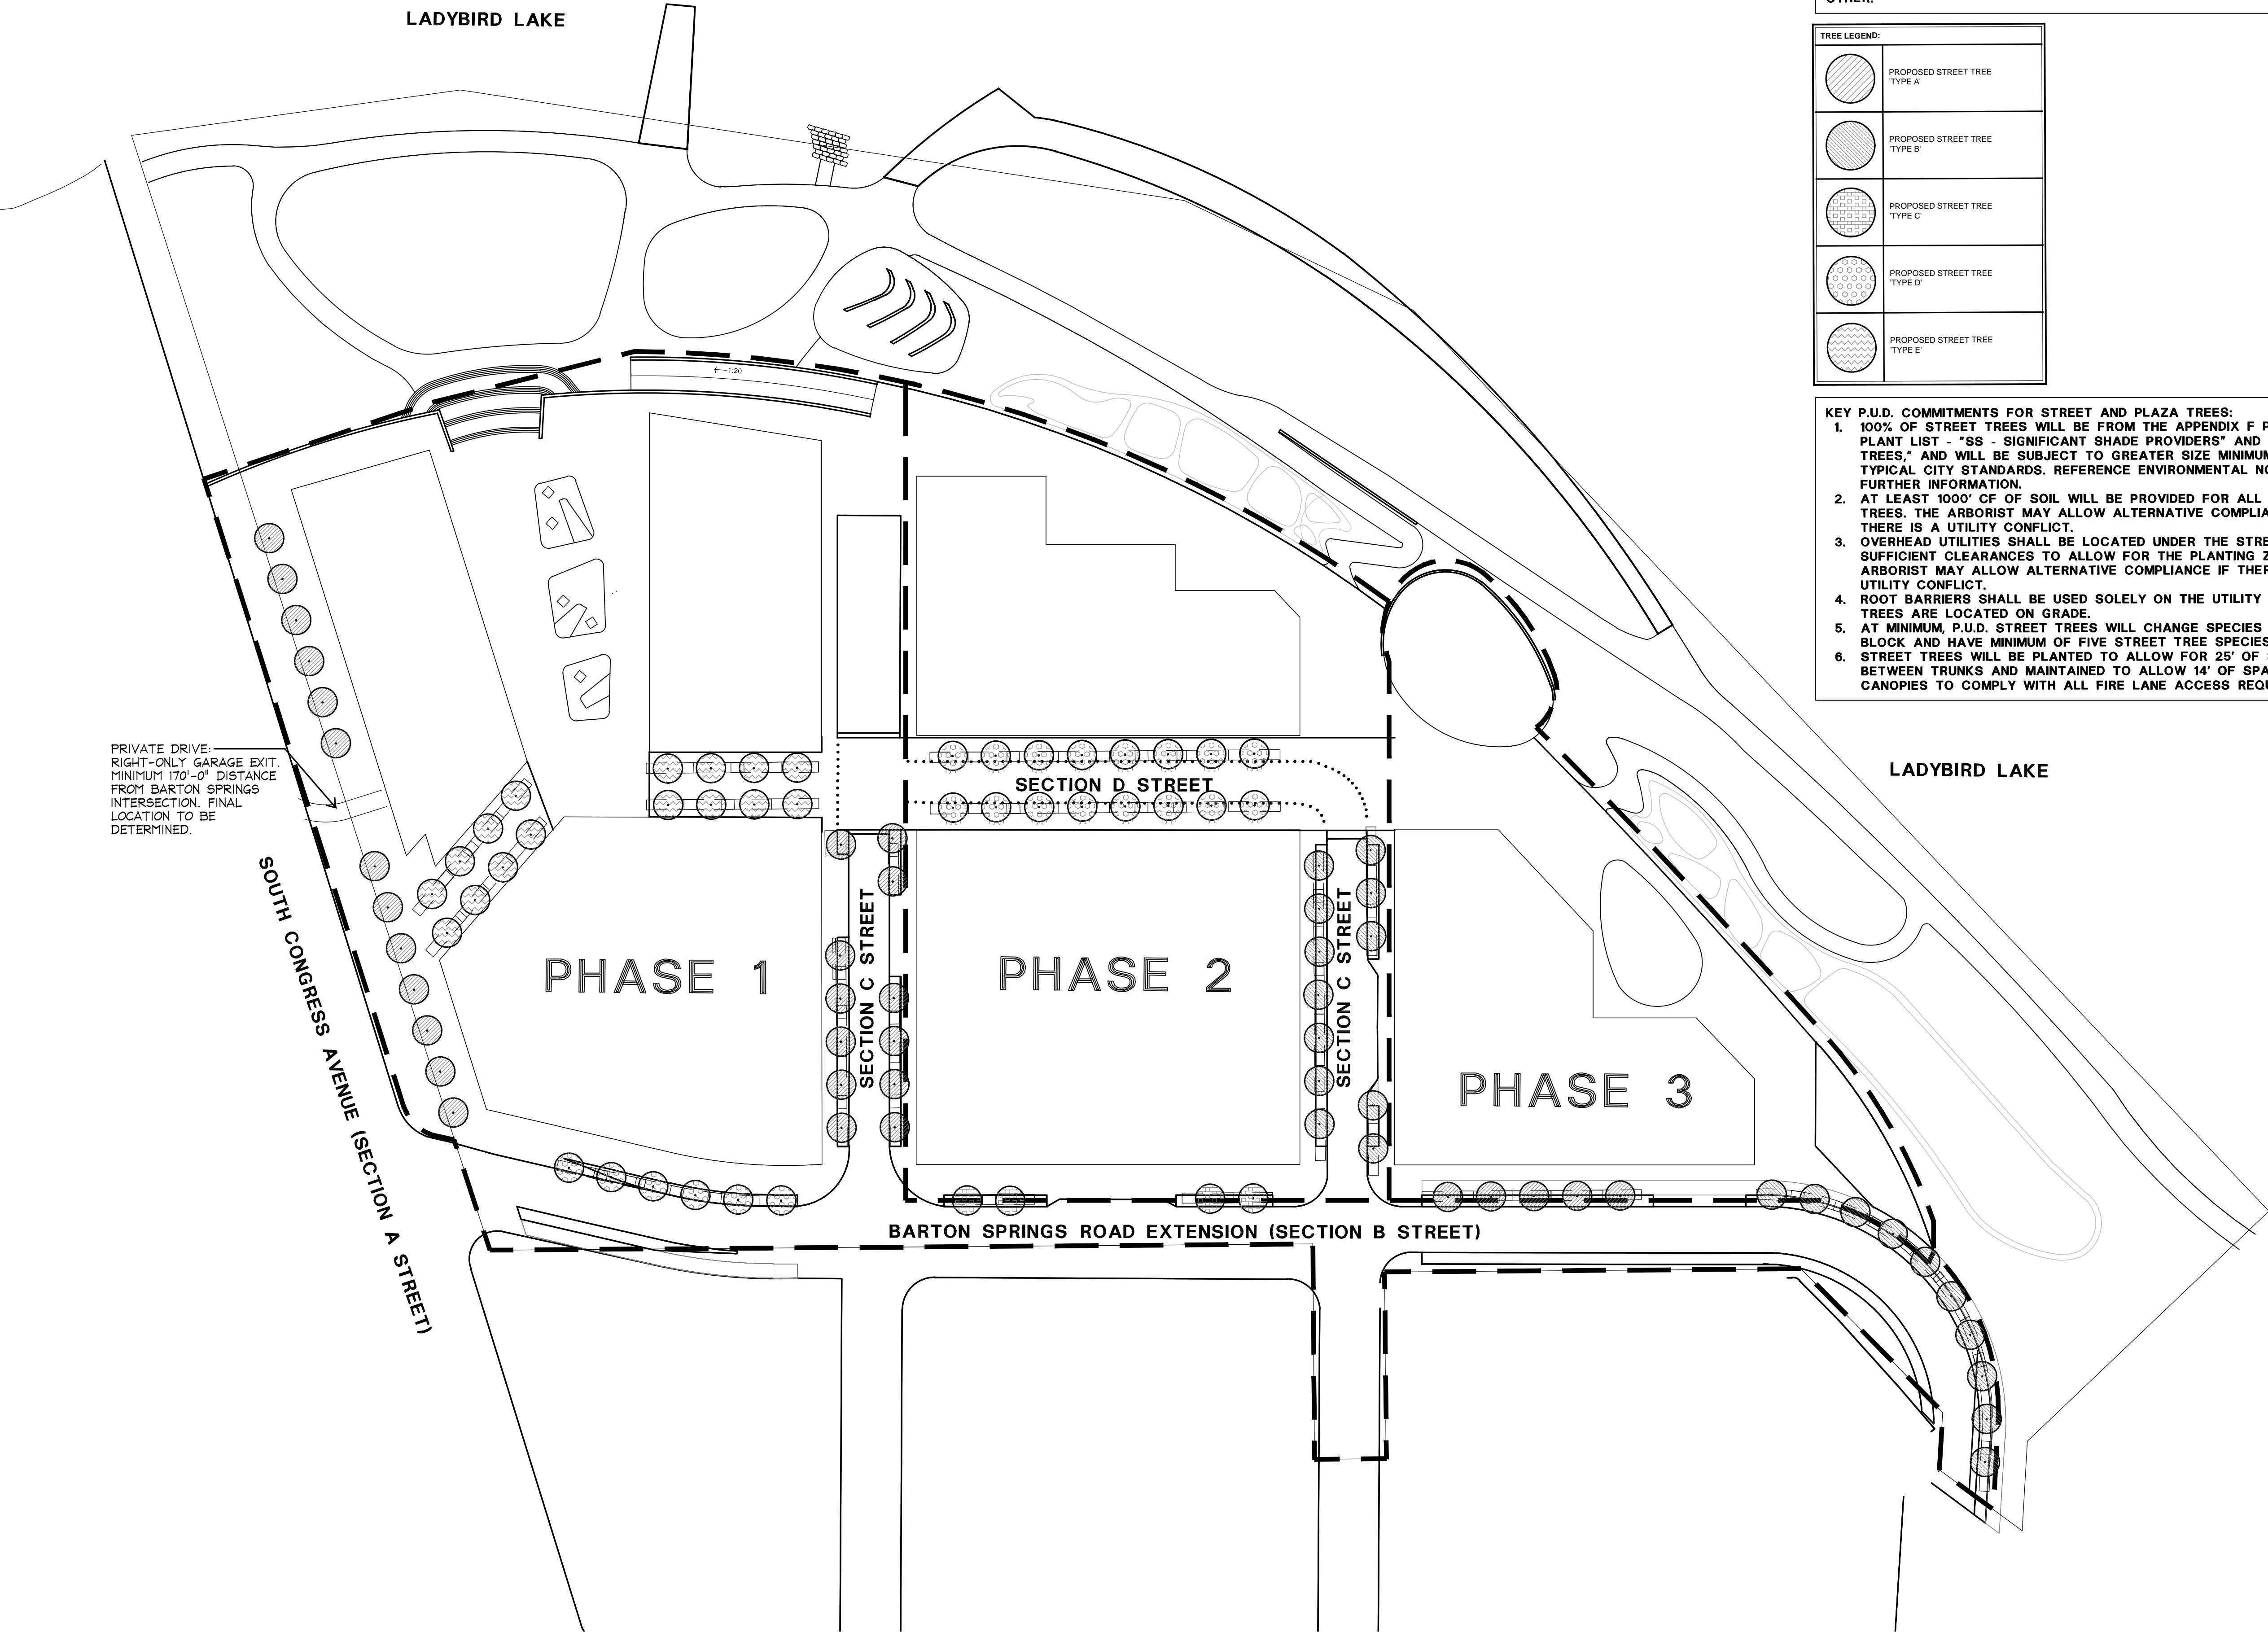 LADYBIRD LAKE
TREE LEGEND:
PROPOSED STREET TREE
'TYPE A'
PROPOSED STREET TREE
'TYPE B'
PROPOSED STREET TREE
'TYPE C'
PROPOSED STREET TREE
'TYPE D'
PROPOSED STREET TREE
'TYPE E'
KEY P.U.D. COMMITMENTS FOR STREET AND PLAZA TREES:
1. 100% OF STREET TREES WILL BE FROM THE APPENDIX F P
PLANT LIST - "SS - SIGNIFICANT SHADE PROVIDERS" AND
TREES," AND WILL BE SUBJECT TO GREATER SIZE MINIMUM
TYPICAL CITY STANDARDS. REFERENCE ENVIRONMENTAL NO
FURTHER INFORMATION.
2. AT LEAST 1000' CF OF SOIL WILL BE PROVIDED FOR ALL
TREES. THE ARBORIST MAY ALLOW ALTERNATIVE COMPLIA
THERE IS A UTILITY CONFLICT.
3. OVERHEAD UTILITIES SHALL BE LOCATED UNDER THE STRE
SUFFICIENT CLEARANCES TO ALLOW FOR THE PLANTING Z
ARBORIST MAY ALLOW ALTERNATIVE COMPLIANCE IF THER
UTILITY CONFLICT.
4. ROOT BARRIERS SHALL BE USED SOLELY ON THE UTILITY
TREES ARE LOCATED ON GRADE.
5. AT MINIMUM, P.U.D. STREET TREES WILL CHANGE SPECIES
BLOCK AND HAVE MINIMUM OF FIVE STREET TREE SPECIES
6. STREET TREES WILL BE PLANTED TO ALLOW FOR 25' OF
BETWEEN TRUNKS AND MAINTAINED TO ALLOW 14' OF SPA
CANOPIES TO COMPLY WITH ALL FIRE LANE ACCESS REQU
1:20
PRIVATE DRIVE:
RIGHT-ONLY GARAGE EXIT.
MINIMUM 170'-0" DISTANCE
FROM BARTON SPRINGS
INTERSECTION. FINAL
LOCATION TO BE
DETERMINED.
LADYBIRD LAKE
SECTION D STREET
SOUTH CONGRESS AVENUE (SECTION A STREET)
PHASE 1
SECTION C STREET
PHASE 2
SECTION C STREET
PHASE 3
BARTON SPRINGS ROAD EXTENSION (SECTION B STREET)